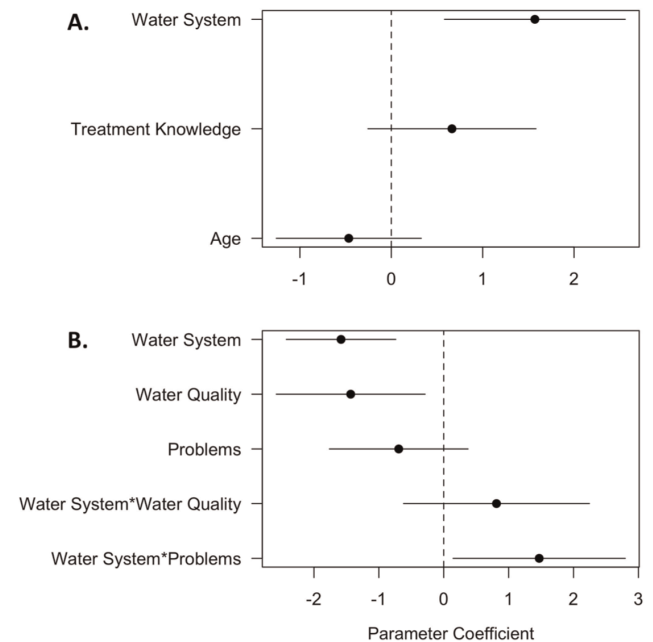 A.
Water System
Treatment Knowledge
Age
-1 0 1 2
B.
Water System
Water Quality
Problems
Water System*Water Quality
Water System*Problems
-2 -1 0 1 2 3
Parameter Coefficient